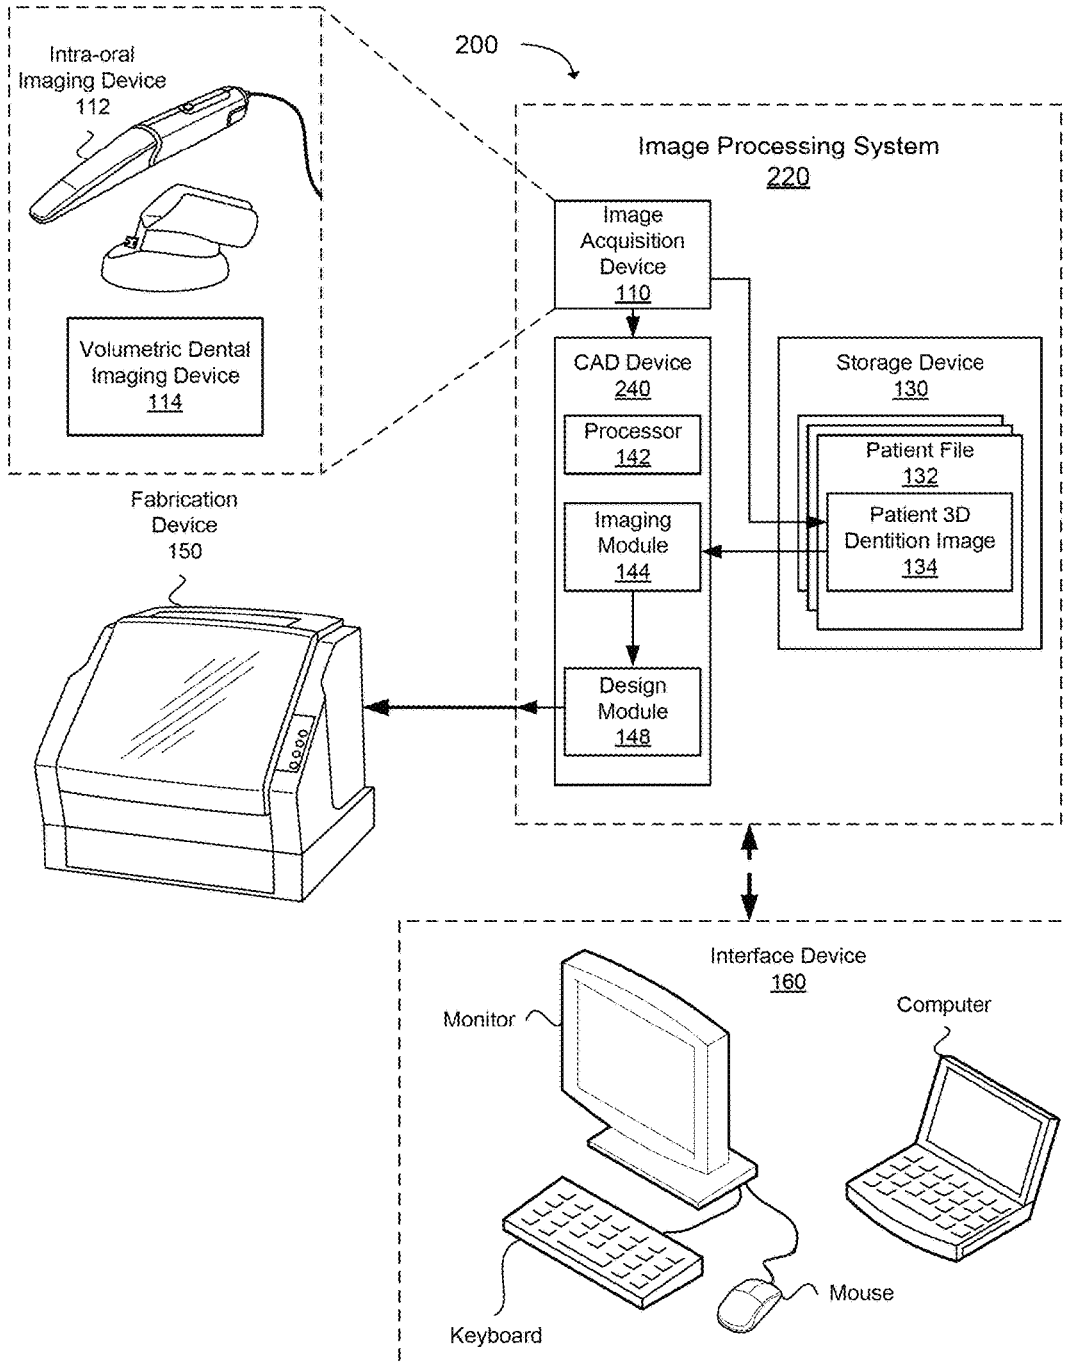 200
Intra-oral
Imaging Device
112
Volumetric Dental
Imaging Device
114
Image Processing System
220
Image
Acquisition
Device
110
CAD Device
240
Processor
142
Imaging
Module
144
Design
Module
148
Storage Device
130
Patient File
132
Patient 3D
Dentition Image
134
Fabrication
Device
150
Interface Device
160
Monitor
Computer
Keyboard
Mouse